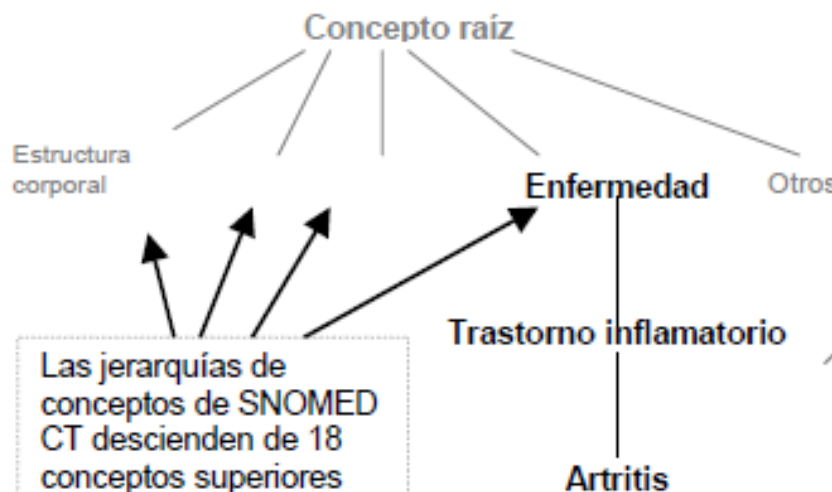 Concepto raíz
Estructura
corporal
Enfermedad
Otros
Trastorno inflamatorio
Las jerarquías de
conceptos de SNOMED
CT descienden de 18
conceptos superiores
Artritis